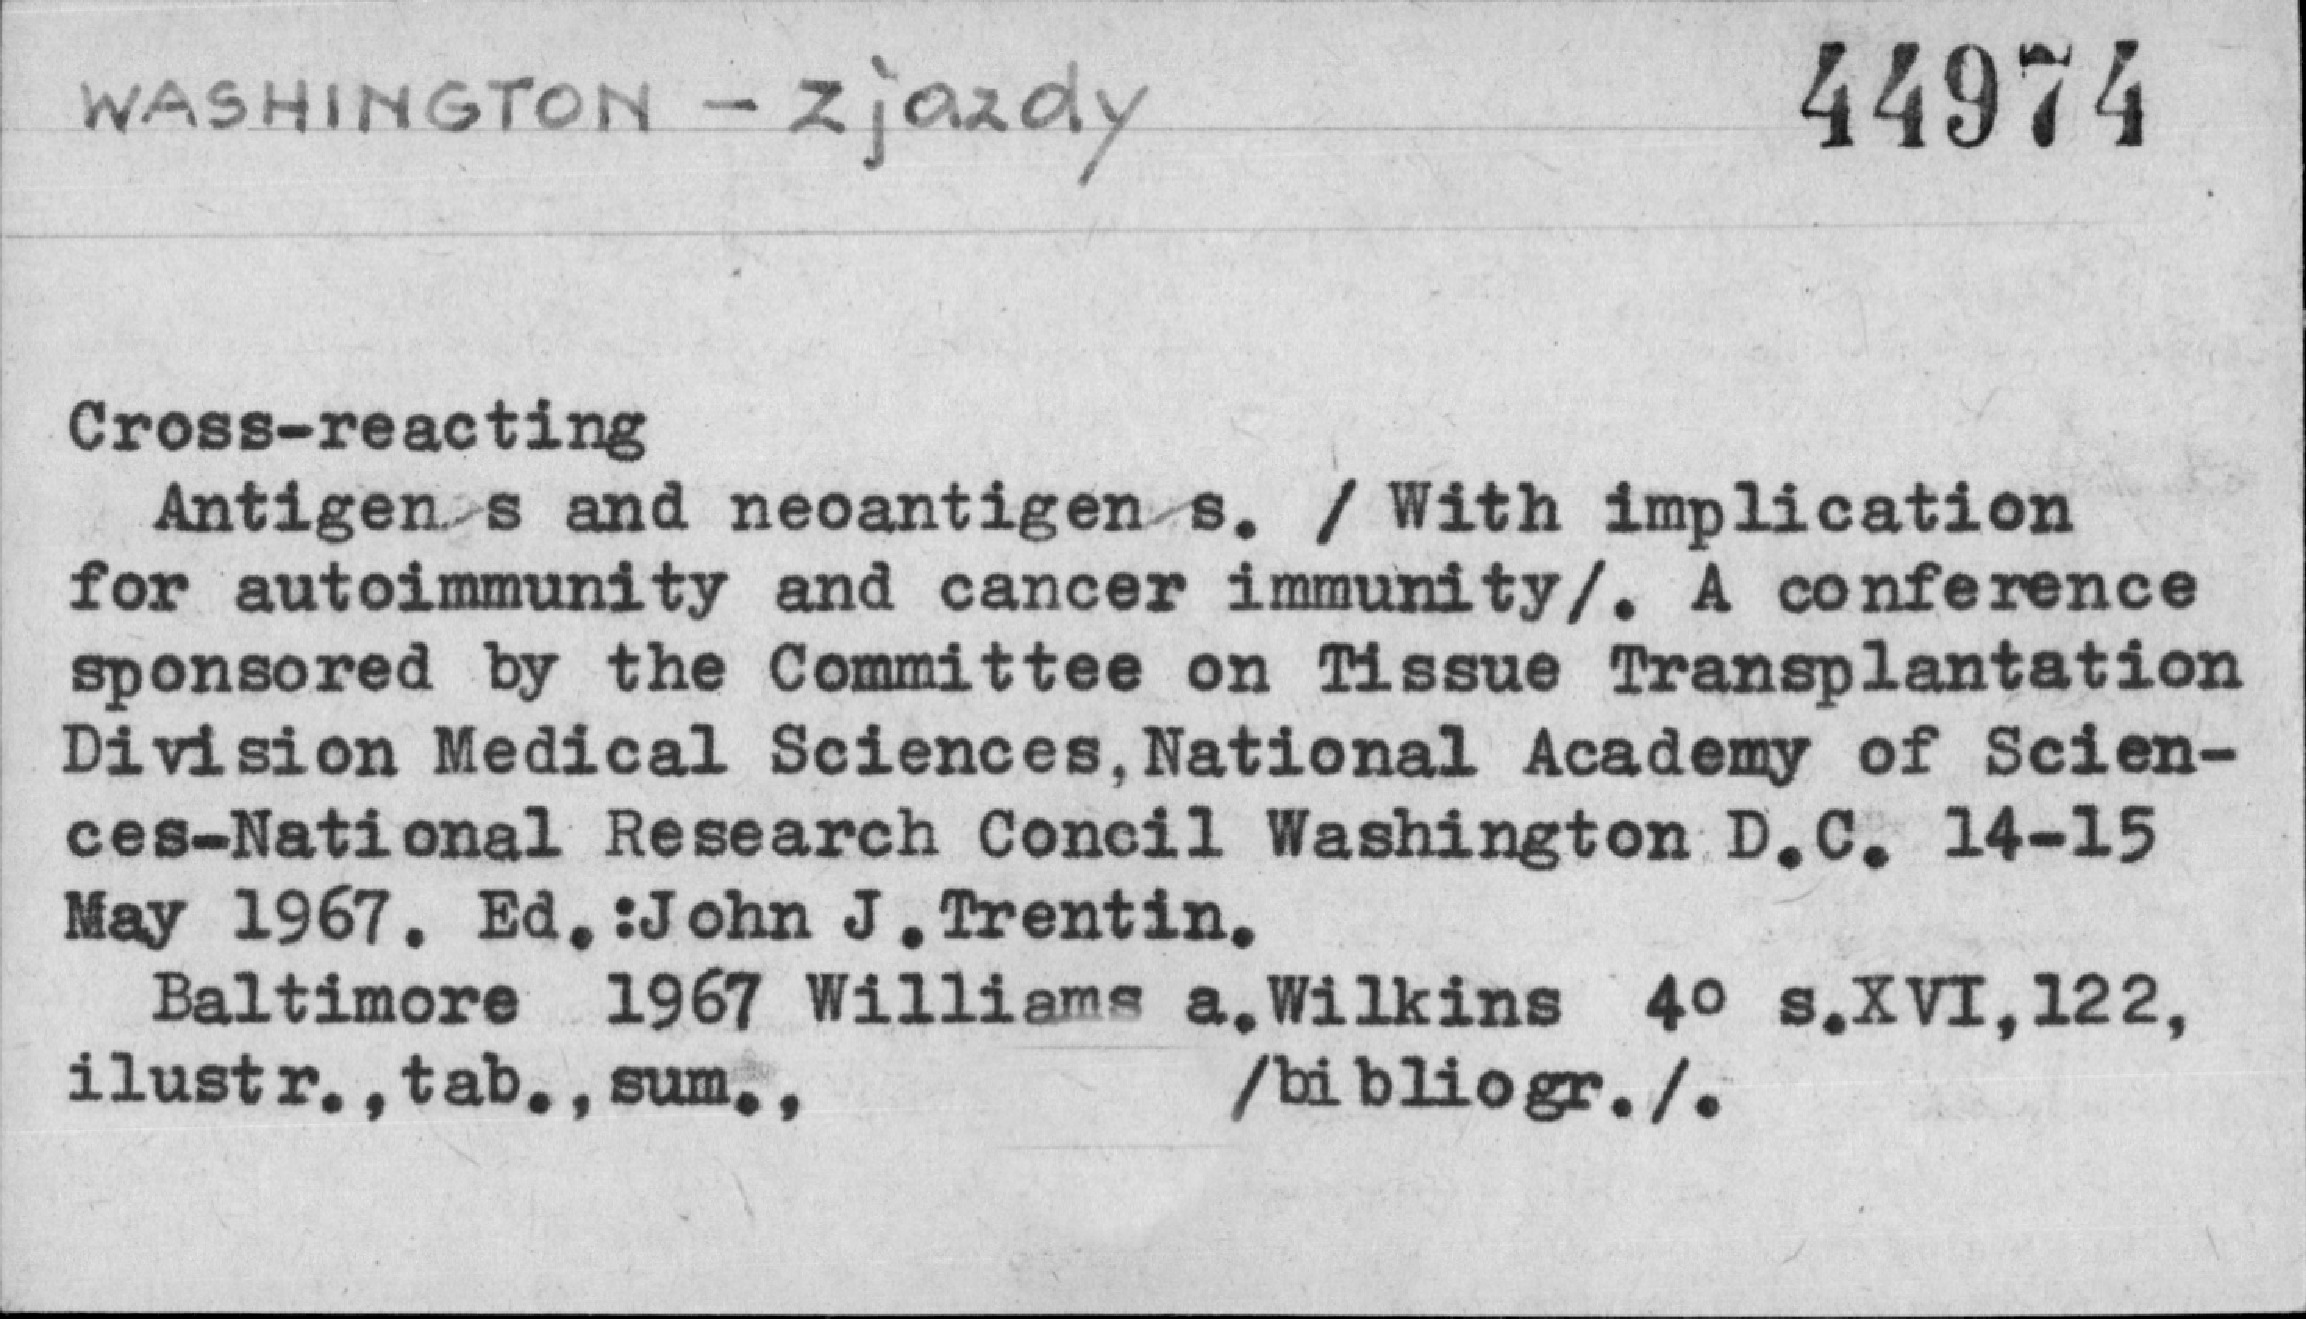 WASHINGTON - zjazdy
44974
Cross-reacting
Antigen s and neoantigen s. / With implication
for autoimmunity and cancer immunity/. A conference
sponsored by the Committee on Tissue Transplantation
Division Medical Sciences,National Academy of Scien-
ces-National Research Concil Washington D.C. 14-15
May 1967. Ed.:John J.Trentin.
Baltimore 1967 Williams a.Wilkins 4o s.XVI,122,
ilustr.,tab.,sum., /bibliogr./.